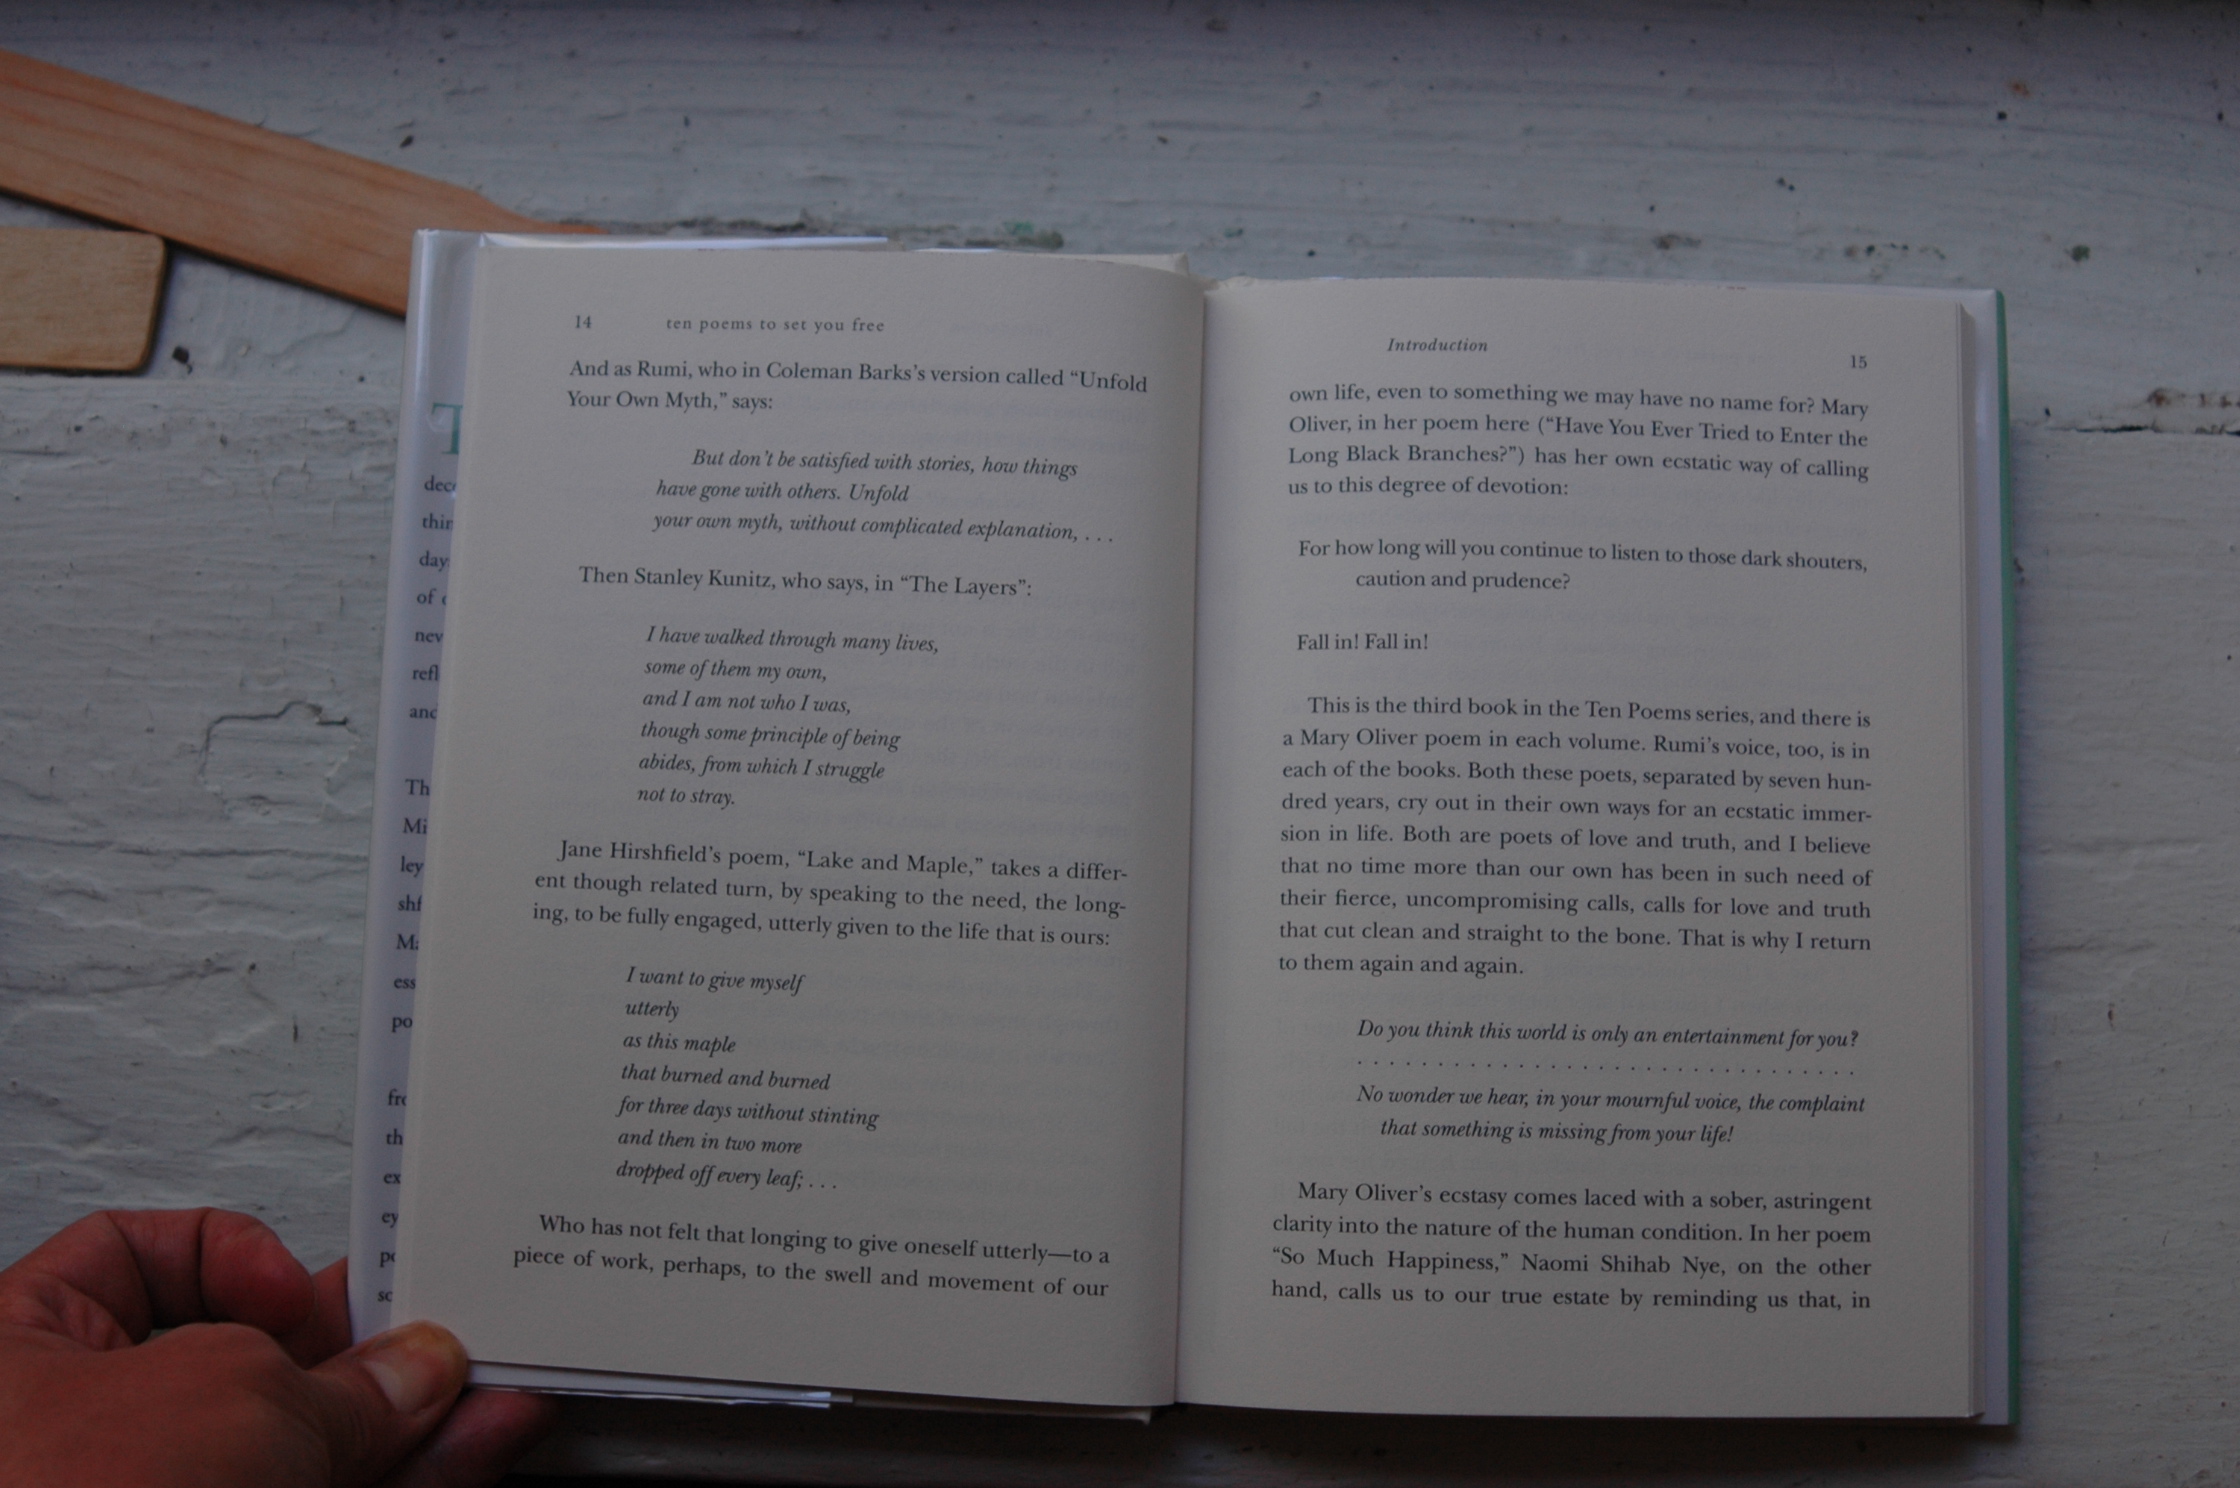 14
ten poems to set you free
And as Rumi, who in Coleman Barks's version called “Unfold
Your Own Myth,” says:
But don't be satisfied with stories, how things
have gone with others. Unfold
your own myth, without complicated explanation, . . .
Then Stanley Kunitz, who says, in “The Layers”:
I have walked through many lives,
some of them my own,
and I am not who I was,
though some principle of being
abides, from which I struggle
not to stray.
Jane Hirshfield's poem, “Lake and Maple,” takes a differ-
ent though related turn, by speaking to the need, the long-
ing, to be fully engaged, utterly given to the life that is ours:
I want to give myself
utterly
as this maple
that burned and burned
for three days without stinting
and then in two more
dropped off every leaf; . . .
Who has not felt that longing to give oneself utterly—to a
piece of work, perhaps, to the swell and movement of our
Introduction
15
own life, even to something we may have no name for? Mary
Oliver, in her poem here (“Have You Ever Tried to Enter the
Long Black Branches?”) has her own ecstatic way of calling
us to this degree of devotion:
For how long will you continue to listen to those dark shouters,
caution and prudence?
Fall in! Fall in!
This is the third book in the Ten Poems series, and there is
a Mary Oliver poem in each volume. Rumi's voice, too, is in
each of the books. Both these poets, separated by seven hun-
dred years, cry out in their own ways for an ecstatic immer-
sion in life. Both are poets of love and truth, and I believe
that no time more than our own has been in such need of
their fierce, uncompromising calls, calls for love and truth
that cut clean and straight to the bone. That is why I return
to them again and again.
Do you think this world is only an entertainment for you?
. . . . . . . . . . . . . . . . . . . . . . . . . . . . . . . . .
No wonder we hear, in your mournful voice, the complaint
that something is missing from your life!
Mary Oliver's ecstasy comes laced with a sober, astringent
clarity into the nature of the human condition. In her poem
“So Much Happiness,” Naomi Shihab Nye, on the other
hand, calls us to our true estate by reminding us that, in